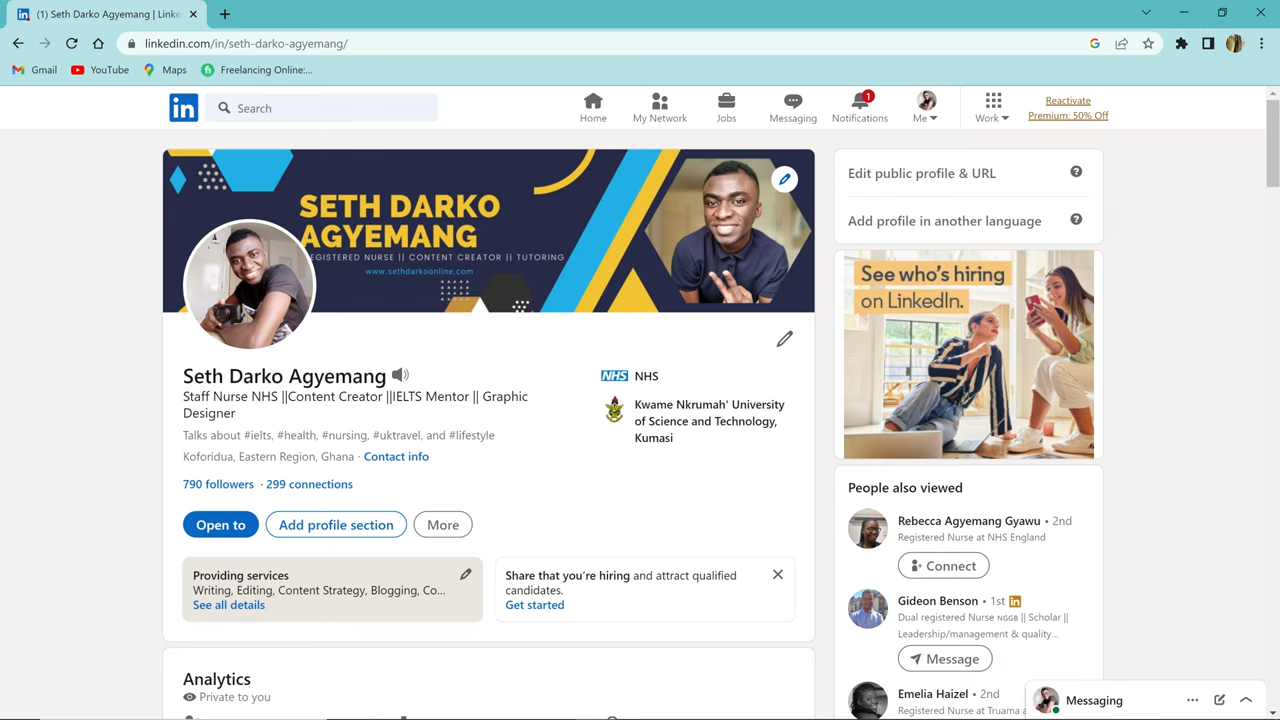 (1) Seth Darko Agyemang | Linke
linkedin.com/in/seth-darko-agyemang/
Gmail
YouTube
Maps
Freelancing Online:...
in
Search
Home
My Network
Jobs
Messaging
1
Notifications
Me
Work
Reactivate
Premium: 50% Off
SETH DARKO
AGYEMANG
REGISTERED NURSE || CONTENT CREATOR || TUTORING
www.sethdarkoonline.com
Seth Darko Agyemang
Staff Nurse NHS ||Content Creator ||IELTS Mentor || Graphic
Designer
Talks about #ielts, #health, #nursing, #uktravel, and #lifestyle
Koforidua, Eastern Region, Ghana · Contact info
790 followers · 299 connections
Open to
Add profile section
More
NHS NHS
Kwame Nkrumah' University
of Science and Technology,
Kumasi
Providing services
Writing, Editing, Content Strategy, Blogging, Co...
See all details
Share that you’re hiring and attract qualified
candidates.
Get started
Analytics
Private to you
Edit public profile & URL
Add profile in another language
See who's hiring
on LinkedIn.
People also viewed
Rebecca Agyemang Gyawu • 2nd
Registered Nurse at NHS England
Connect
Gideon Benson • 1st in
Dual registered Nurse ɴɢɢʙ || Scholar ||
Leadership/management & quality...
Message
Emelia Haizel • 2nd
Registered Nurse at Truama a
Messaging